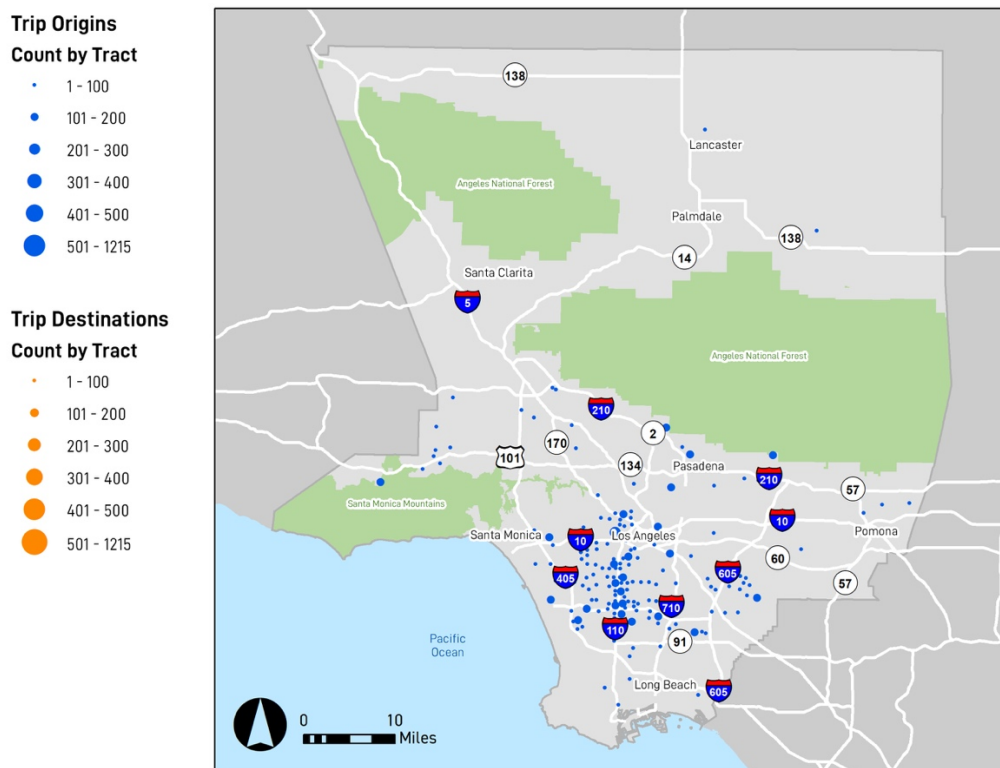 Trip Origins
Count by Tract
1 - 100
101 - 200
201 - 300
301 - 400
401 - 500
501 - 1215
Trip Destinations
Count by Tract
1 - 100
101 - 200
201 - 300
301 - 400
401 - 500
501 - 1215
138
Lancaster
Angeles National Forest
Palmdale
138
14
Santa Clarita
5
Angeles National Forest
210
2
170
101
134
Pasadena
210
57
Santa Monica Mountains
10
Santa Monica
10
Los Angeles
Pomona
60
405
605
57
710
110
91
Pacific
Ocean
Long Beach
605
0
10
Miles